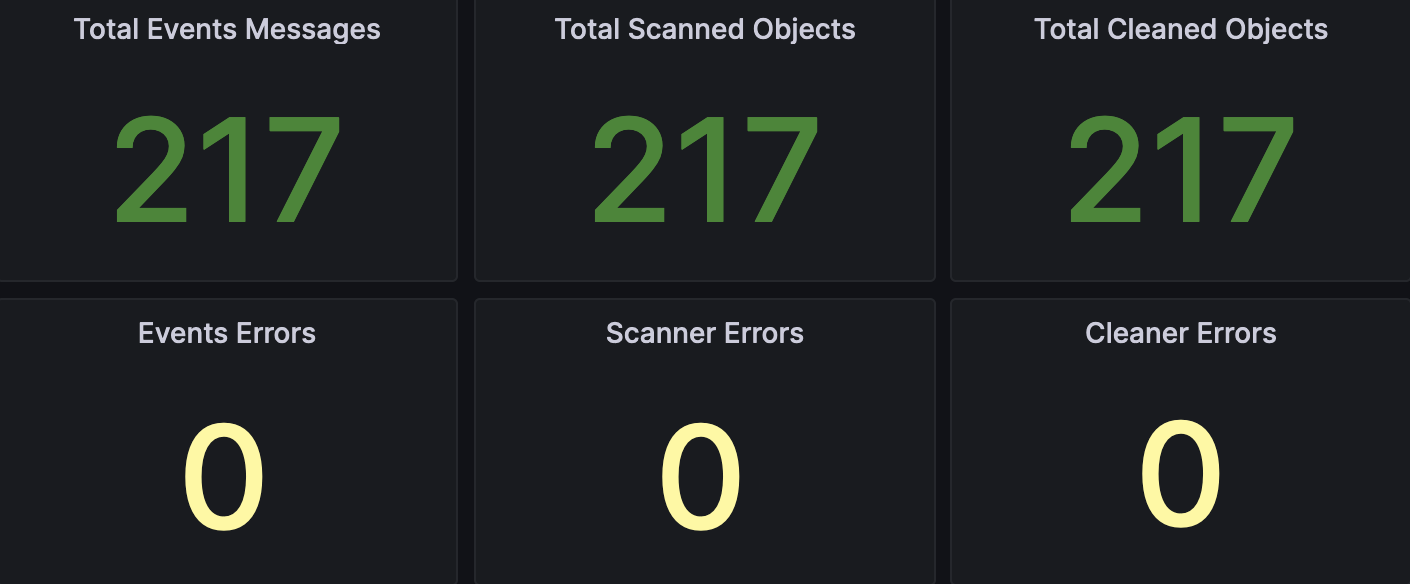 Total Events Messages
Total Scanned Objects
Total Cleaned Objects
217
217
217
Events Errors
Scanner Errors
Cleaner Errors
0
0
0